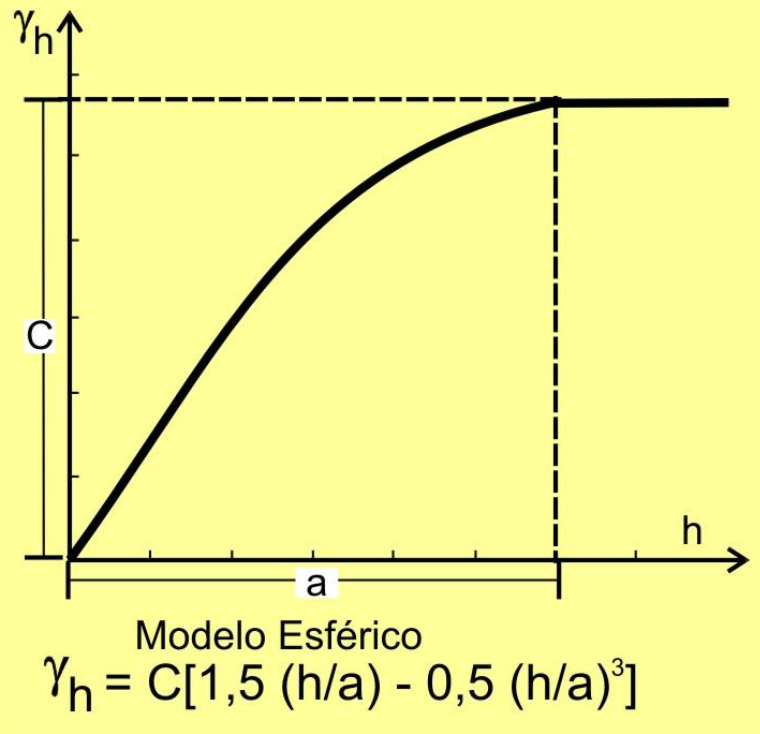 γh
C
h
a
Modelo Esférico
γh = C[1,5 (h/a) - 0,5 (h/a)³]